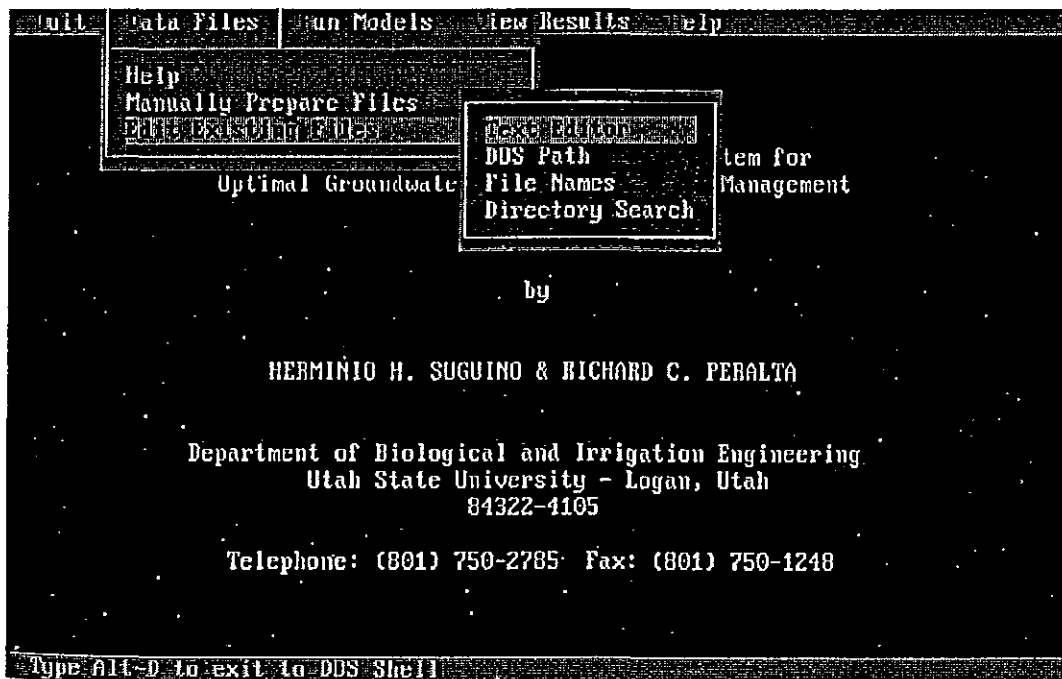 uit ata Files un Models iew Results elp
Help
Manually Prepare Files
Edit Existing Files
Text Editor
DOS Path
File Names
Directory Search
tem for
Optimal Groundwate Management
by
HERMINIO H. SUGUINO & RICHARD C. PERALTA
Department of Biological and Irrigation Engineering
Utah State University - Logan, Utah
84322-4105
Telephone: (801) 750-2785 Fax: (801) 750-1248
Type Alt-D to exit to DOS Shell